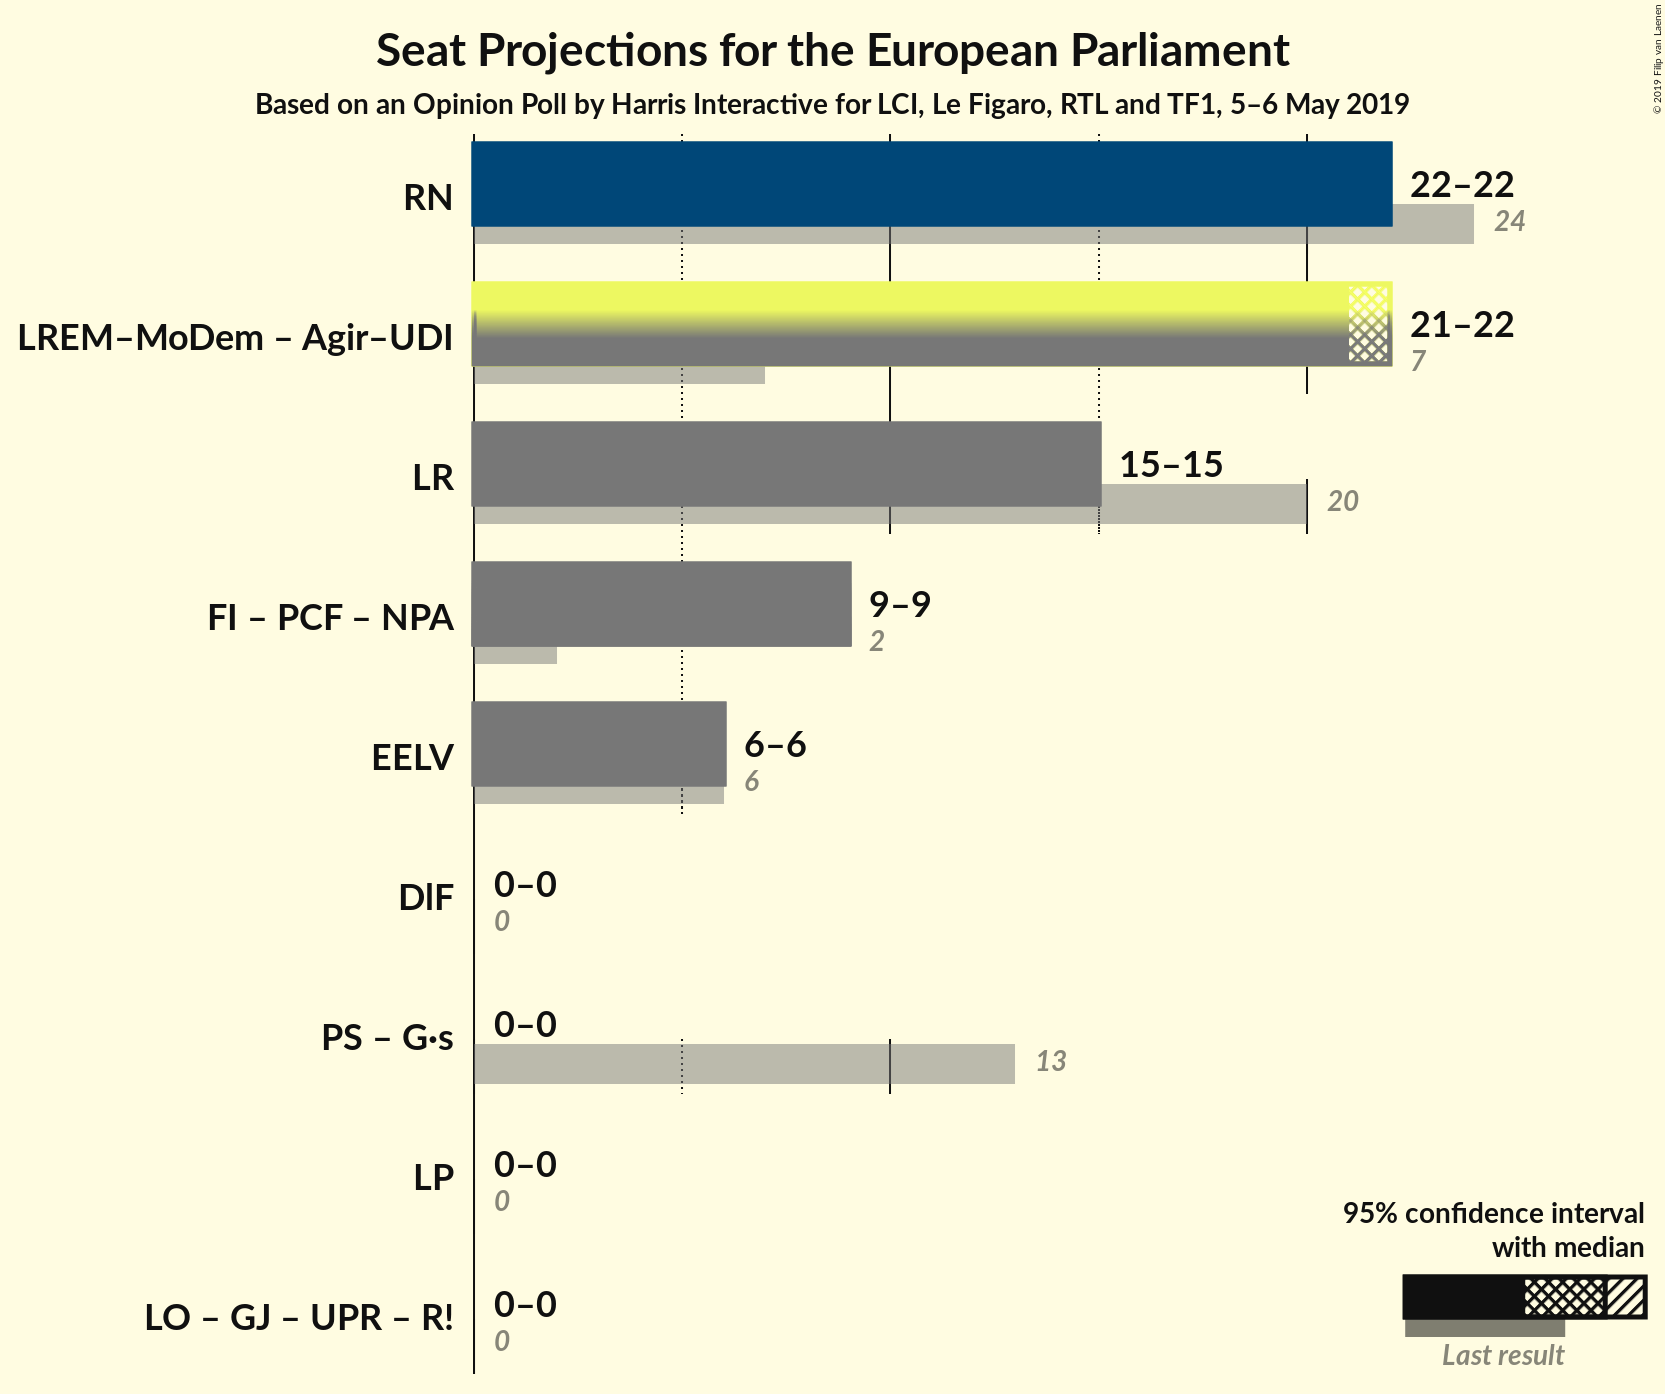 Seat Projections for the European Parliament
Based on an Opinion Poll by Harris Interactive for LCI, Le Figaro, RTL and TF1, 5–6 May 2019
© 2019 Filip van Laenen
RN
22–22
24
LREM–MoDem – Agir–UDI
21–22
7
LR
15–15
20
FI – PCF – NPA
9–9
2
EELV
6–6
6
DlF
0–0
0
PS – G·s
0–0
13
LP
0–0
0
LO – GJ – UPR – R!
0–0
0
95% confidence interval
with median
Last result